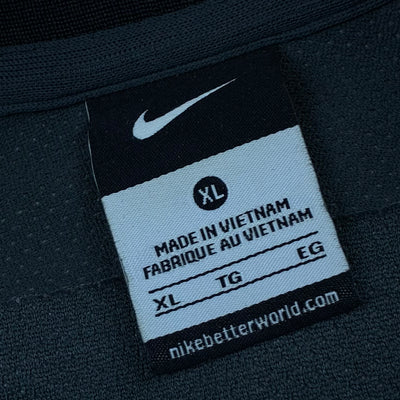 XL
MADE IN VIETNAM
FABRIQUE AU VIETNAM
XL TG EG
nikebetterworld.com